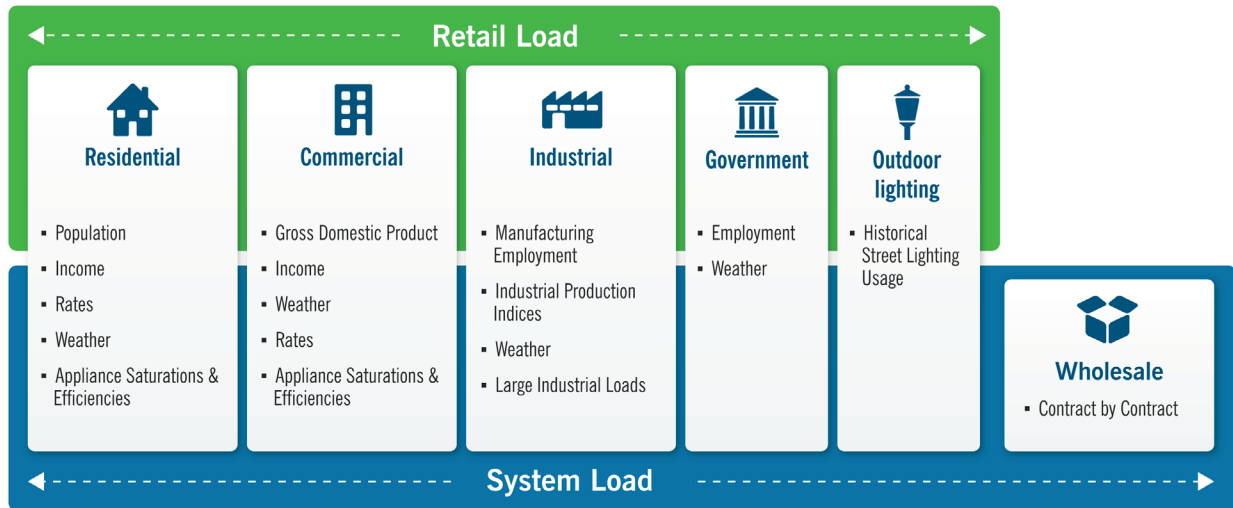 Retail Load
Residential
▪ Population
▪ Income
▪ Rates
▪ Weather
▪ Appliance Saturations &
Efficiencies
Commercial
▪ Gross Domestic Product
▪ Income
▪ Weather
▪ Rates
▪ Appliance Saturations &
Efficiencies
Industrial
▪ Manufacturing
Employment
▪ Industrial Production
Indices
▪ Weather
▪ Large Industrial Loads
Government
▪ Employment
▪ Weather
Outdoor
lighting
▪ Historical
Street Lighting
Usage
Wholesale
▪ Contract by Contract
System Load